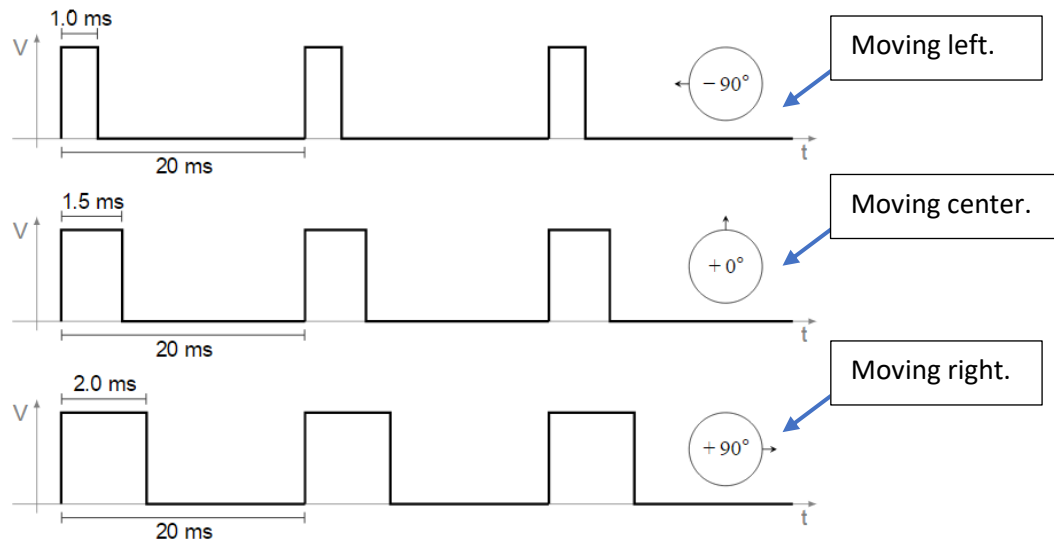 1.0 ms
V
Moving left.
− 90°
20 ms
t
1.5 ms
V
Moving center.
+ 0°
20 ms
t
2.0 ms
V
Moving right.
+ 90°
20 ms
t